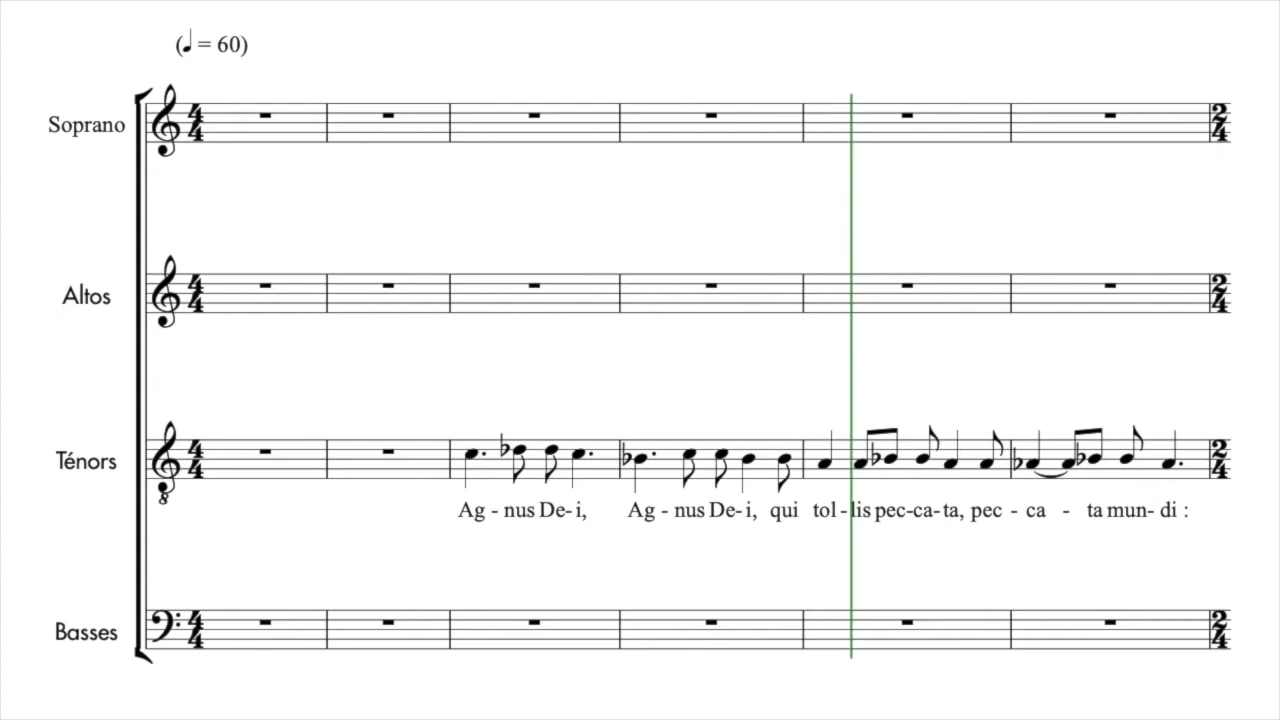 (♩ = 60)
Soprano
Altos
Ténors
Ag - nus De- i, Ag - nus De- i, qui tol - lis pec-ca- ta, pec - ca - ta mun- di :
Basses